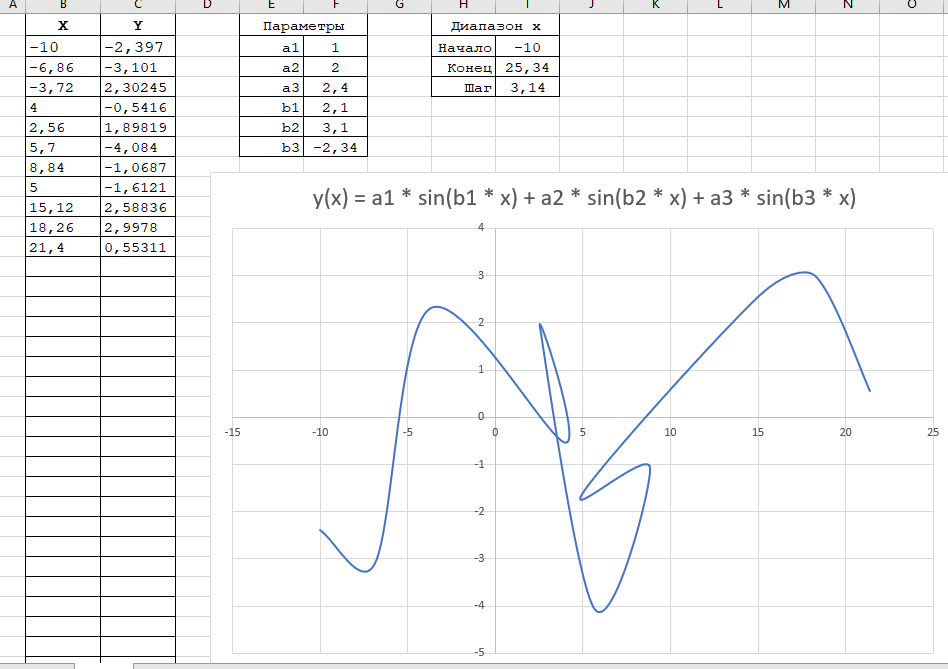 A B C D E F G H I J K L M N O
X Y Параметры Диапазон x
-10 -2,397 a1 1 Начало -10
-6,86 -3,101 a2 2 Конец 25,34
-3,72 2,30245 a3 2,4 Шаг 3,14
4 -0,5416 b1 2,1
2,56 1,89819 b2 3,1
5,7 -4,084 b3 -2,34
8,84 -1,0687
5 -1,6121
15,12 2,58836
18,26 2,9978
21,4 0,55311
y(x) = a1 * sin(b1 * x) + a2 * sin(b2 * x) + a3 * sin(b3 * x)
4
3
2
1
0
-15 -10 -5 0 5 10 15 20 25
-1
-2
-3
-4
-5